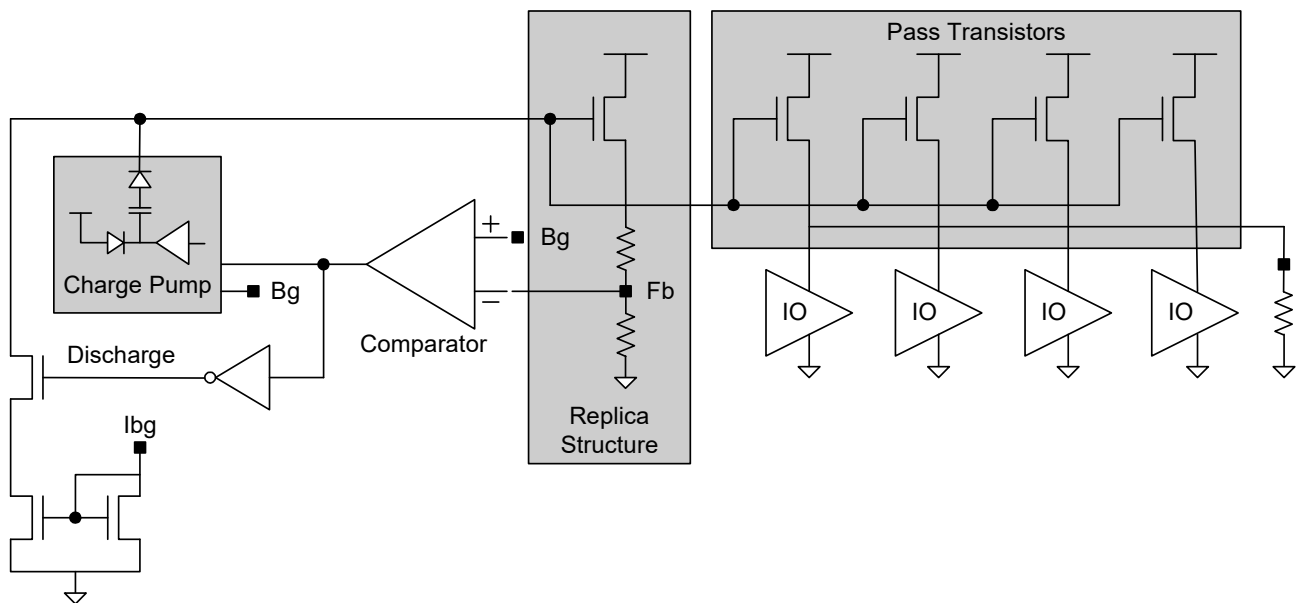 Pass Transistors
+
Bg
Charge Pump
Bg
−
Fb
IO
IO
IO
IO
Comparator
Discharge
Replica
Structure
Ibg